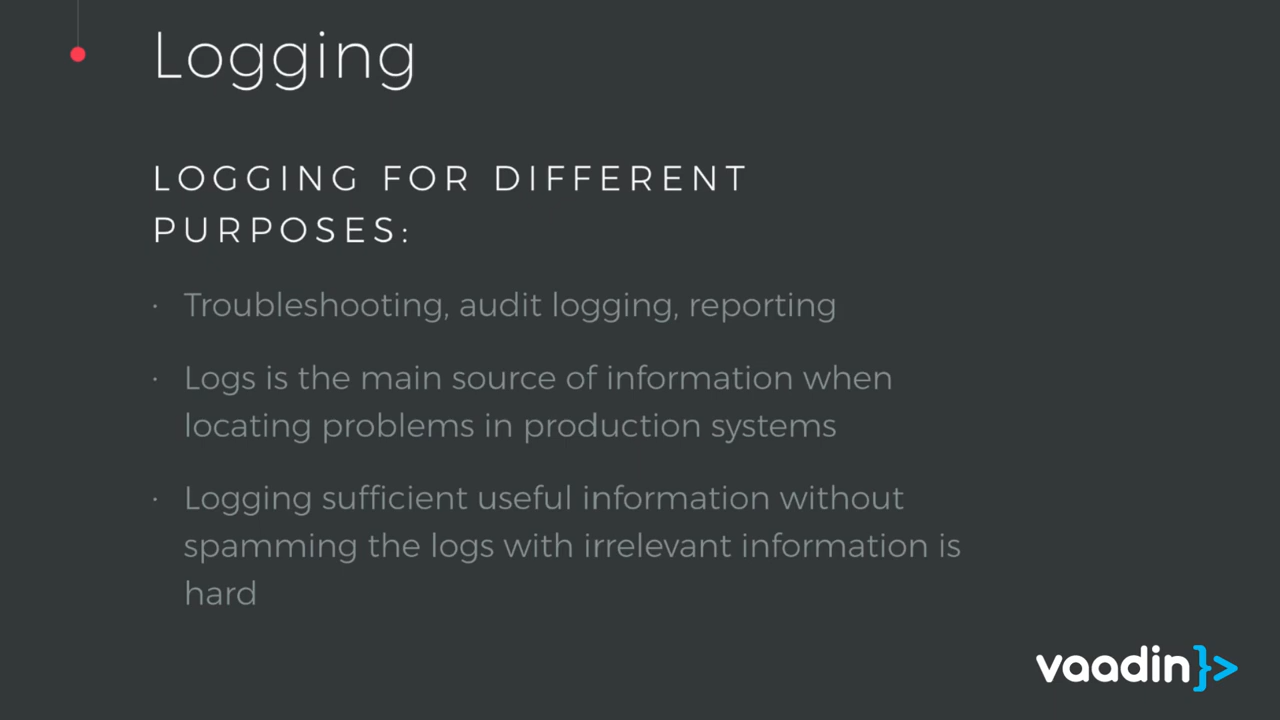 Logging
LOGGING FOR DIFFERENT
PURPOSES:
· Troubleshooting, audit logging, reporting
· Logs is the main source of information when
locating problems in production systems
· Logging sufficient useful information without
spamming the logs with irrelevant information is
hard
vaadin}>